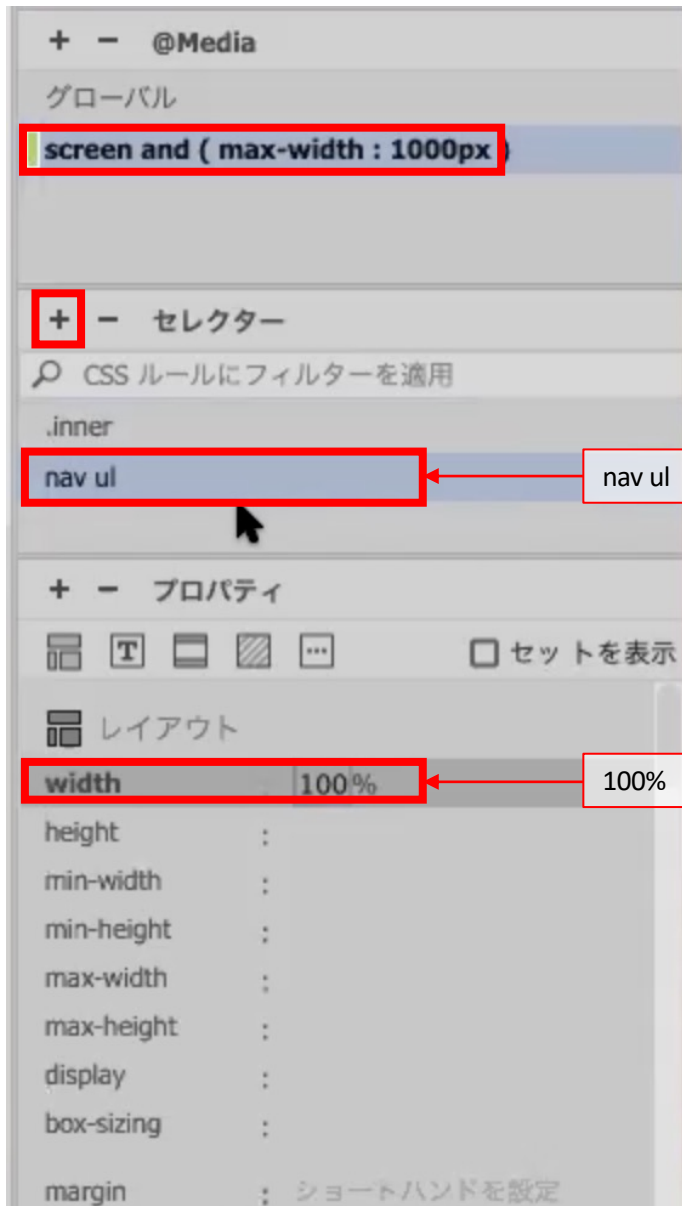 + - @Media
グローバル
screen and ( max-width : 1000px )
+ - セレクター
CSS ルールにフィルターを適用
.inner
nav ul
nav ul
+ - プロパティ
T
セットを表示
レイアウト
width : 100 %
100%
height :
min-width :
min-height :
max-width :
max-height :
display :
box-sizing :
margin : ショートハンドを設定